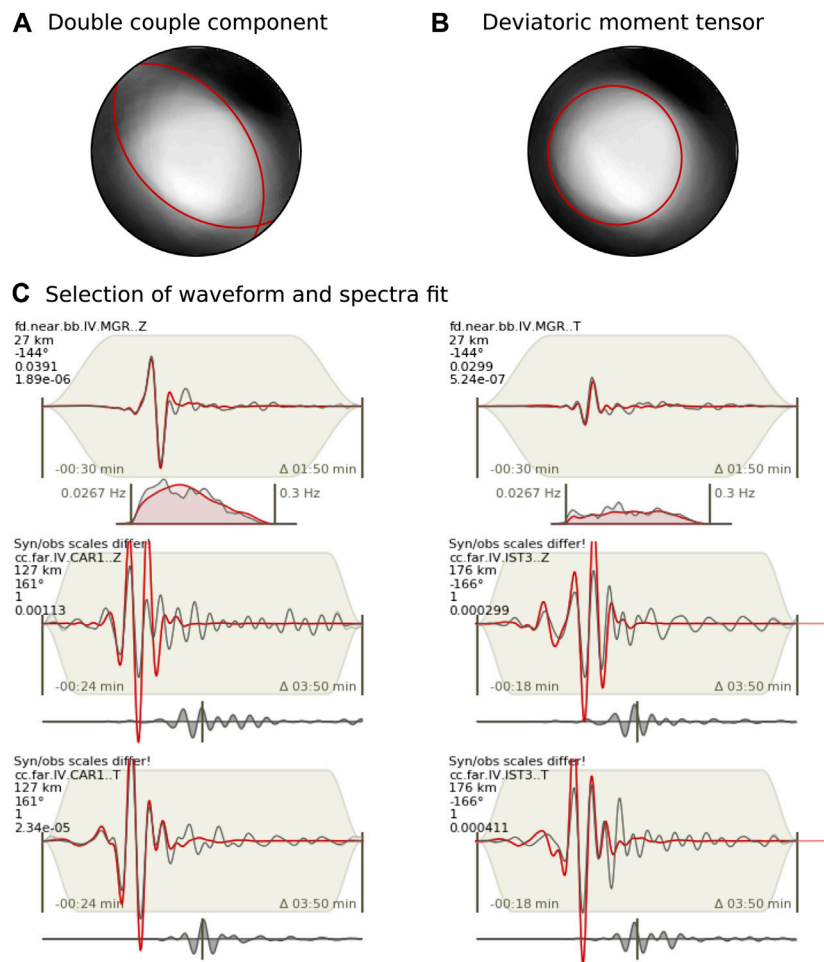 A Double couple component
B Deviatoric moment tensor
C Selection of waveform and spectra fit
fd.near.bb.IV.MGR..Z
27 km
-144°
0.0391
1.89e-06
-00:30 min
Δ 01:50 min
0.0267 Hz
0.3 Hz
fd.near.bb.IV.MGR..T
27 km
-144°
0.0299
5.24e-07
-00:30 min
Δ 01:50 min
0.0267 Hz
0.3 Hz
Syn/obs scales differ!
cc.far.IV.CAR1..Z
127 km
161°
1
0.00113
-00:24 min
Δ 03:50 min
Syn/obs scales differ!
cc.far.IV.IST3..Z
176 km
-166°
1
0.000299
-00:18 min
Δ 03:50 min
Syn/obs scales differ!
cc.far.IV.CAR1..T
127 km
161°
1
2.34e-05
-00:24 min
Δ 03:50 min
Syn/obs scales differ!
cc.far.IV.IST3..T
176 km
-166°
1
0.000411
-00:18 min
Δ 03:50 min